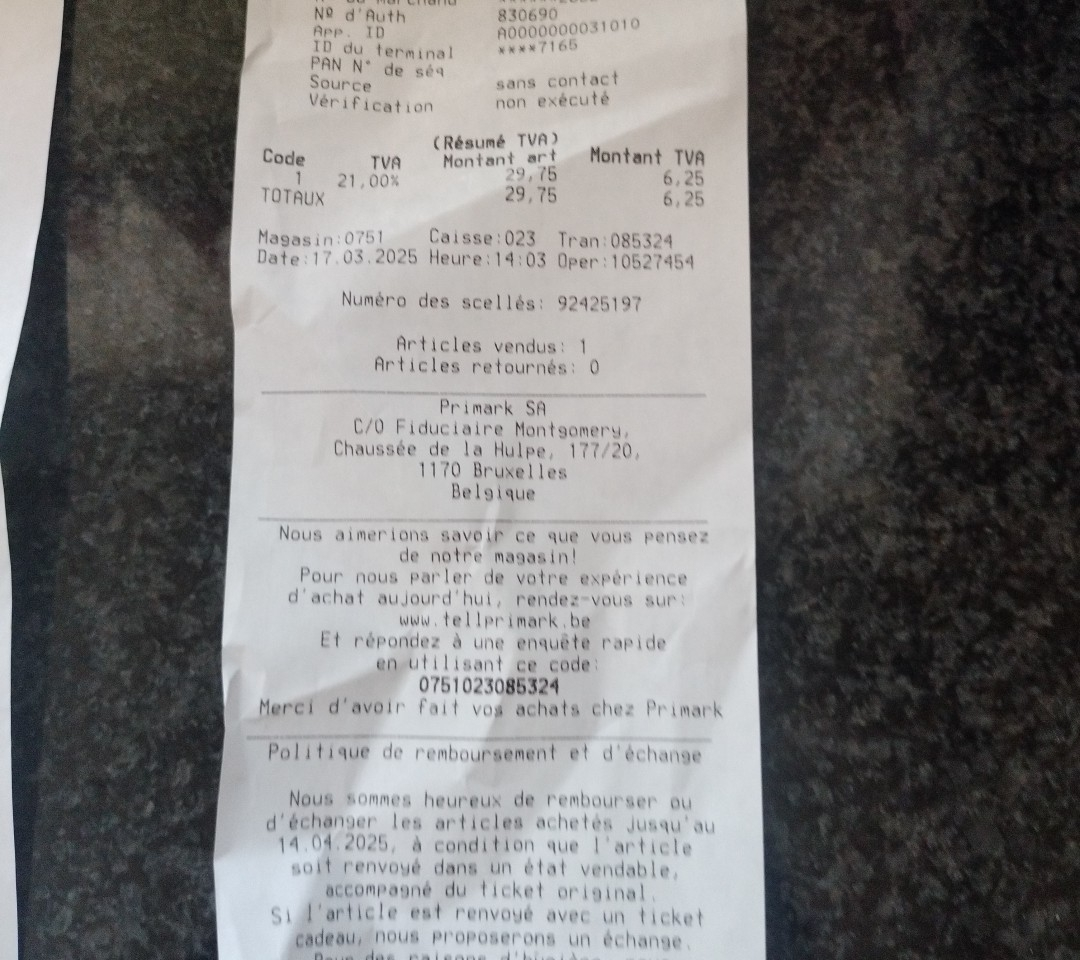 Nº d'Auth 830690
App. ID A0000000031010
ID du terminal ****7165
PAN N° de séq
Source sans contact
Vérification non exécuté
(Résumé TVA)
Code TVA Montant art Montant TVA
1 21,00% 29,75 6,25
TOTAUX 29,75 6,25
Magasin:0751 Caisse:023 Tran:085324
Date:17.03.2025 Heure:14:03 Oper:10527454
Numéro des scellés: 92425197
Articles vendus: 1
Articles retournés: 0
Primark SA
C/O Fiduciaire Montgomery,
Chaussée de la Hulpe, 177/20,
1170 Bruxelles
Belgique
Nous aimerions savoir ce que vous pensez
de notre magasin!
Pour nous parler de votre expérience
d'achat aujourd'hui, rendez-vous sur:
www.tellprimark.be
Et répondez à une enquête rapide
en utilisant ce code:
0751023085324
Merci d'avoir fait vos achats chez Primark
Politique de remboursement et d'échange
Nous sommes heureux de rembourser ou
d'échanger les articles achetés jusqu'au
14.04.2025, à condition que l'article
soit renvoyé dans un état vendable,
accompagné du ticket original.
Si l'article est renvoyé avec un ticket
cadeau, nous proposerons un échange.